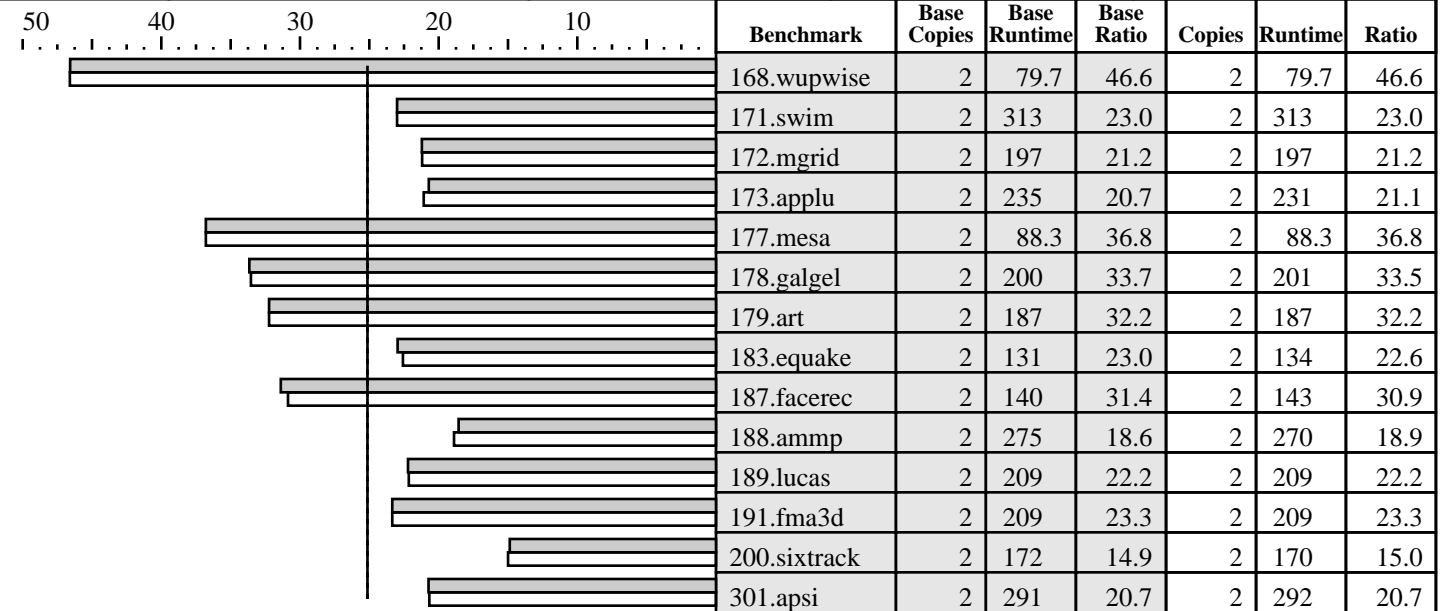 50 40 30 20 10
Benchmark Base Copies Base Runtime Base Ratio Copies Runtime Ratio
168.wupwise 2 79.7 46.6 2 79.7 46.6
171.swim 2 313 23.0 2 313 23.0
172.mgrid 2 197 21.2 2 197 21.2
173.applu 2 235 20.7 2 231 21.1
177.mesa 2 88.3 36.8 2 88.3 36.8
178.galgel 2 200 33.7 2 201 33.5
179.art 2 187 32.2 2 187 32.2
183.equake 2 131 23.0 2 134 22.6
187.facerec 2 140 31.4 2 143 30.9
188.ammp 2 275 18.6 2 270 18.9
189.lucas 2 209 22.2 2 209 22.2
191.fma3d 2 209 23.3 2 209 23.3
200.sixtrack 2 172 14.9 2 170 15.0
301.apsi 2 291 20.7 2 292 20.7